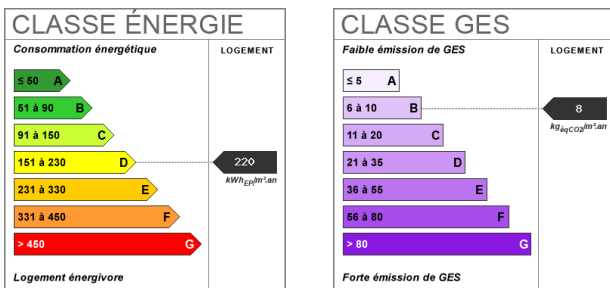 CLASSE ÉNERGIE
Consommation énergétique
LOGEMENT
≤ 50 A
51 à 90 B
91 à 150 C
151 à 230 D
220
kWhEP/m².an
231 à 330 E
331 à 450 F
> 450 G
Logement énergivore
CLASSE GES
Faible émission de GES
LOGEMENT
≤ 5 A
6 à 10 B
8
kgéqCO2/m².an
11 à 20 C
21 à 35 D
36 à 55 E
56 à 80 F
> 80 G
Forte émission de GES